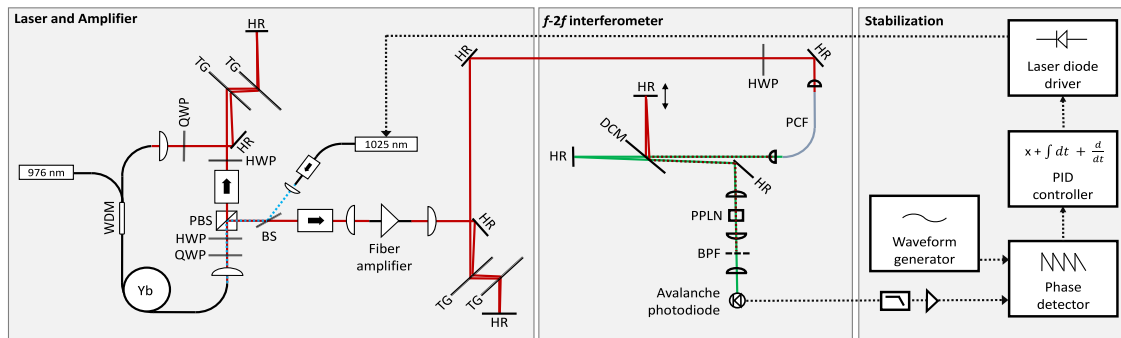 Laser and Amplifier
HR
TG
TG
QWP
HR
HWP
976 nm
WDM
PBS
HWP
QWP
Yb
BS
1025 nm
Fiber
amplifier
HR
HR
TG
TG
HR
f-2f interferometer
HWP
HR
PCF
HR
DCM
HR
HR
PPLN
BPF
Avalanche
photodiode
Stabilization
Laser diode
driver
x + ∫ dt + d/dt
PID
controller
Waveform
generator
Phase
detector